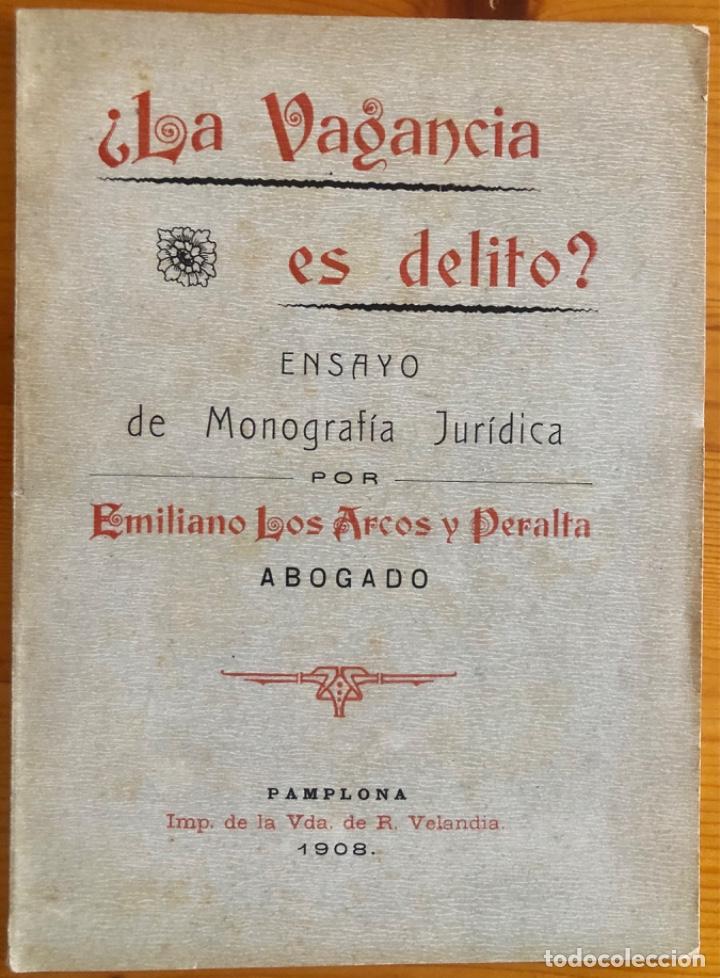 ¿La Vagancia
es delito?
ENSAYO
de Monografía Jurídica
POR
Emiliano Los Arcos y Peralta
ABOGADO
PAMPLONA
Imp. de la Vda. de R. Velandia.
1908.
todocoleccion